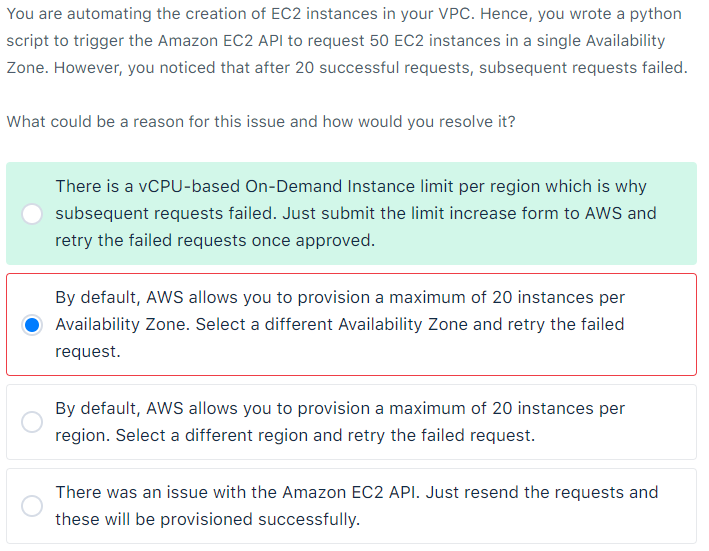 You are automating the creation of EC2 instances in your VPC. Hence, you wrote a python
script to trigger the Amazon EC2 API to request 50 EC2 instances in a single Availability
Zone. However, you noticed that after 20 successful requests, subsequent requests failed.
What could be a reason for this issue and how would you resolve it?
There is a vCPU-based On-Demand Instance limit per region which is why
subsequent requests failed. Just submit the limit increase form to AWS and
retry the failed requests once approved.
By default, AWS allows you to provision a maximum of 20 instances per
Availability Zone. Select a different Availability Zone and retry the failed
request.
By default, AWS allows you to provision a maximum of 20 instances per
region. Select a different region and retry the failed request.
There was an issue with the Amazon EC2 API. Just resend the requests and
these will be provisioned successfully.